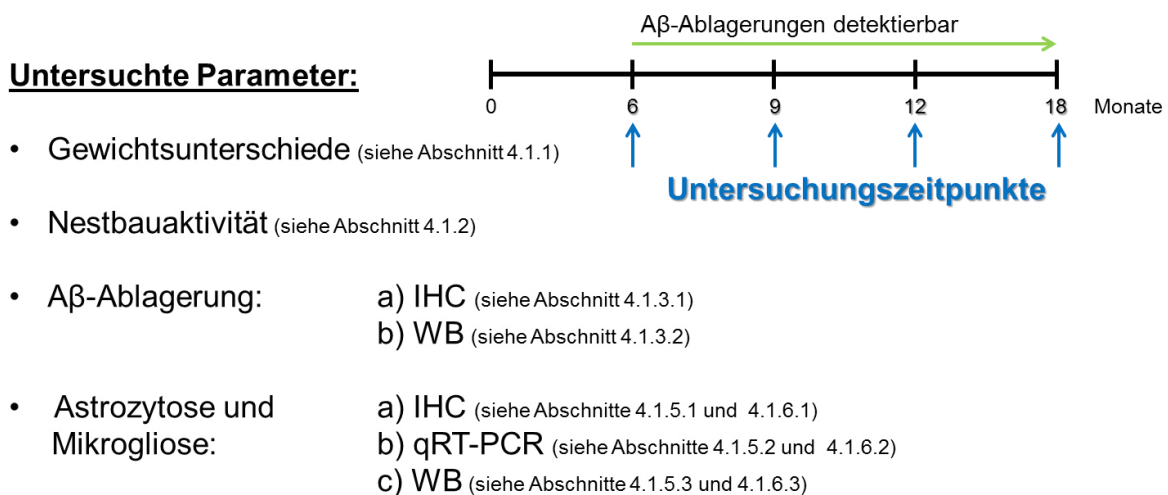 Aβ-Ablagerungen detektierbar
Untersuchte Parameter:
0 6 9 12 18 Monate
• Gewichtsunterschiede (siehe Abschnitt 4.1.1)
Untersuchungszeitpunkte
• Nestbauaktivität (siehe Abschnitt 4.1.2)
• Aβ-Ablagerung: a) IHC (siehe Abschnitt 4.1.3.1)
b) WB (siehe Abschnitt 4.1.3.2)
• Astrozytose und a) IHC (siehe Abschnitte 4.1.5.1 und 4.1.6.1)
Mikrogliose: b) qRT-PCR (siehe Abschnitte 4.1.5.2 und 4.1.6.2)
c) WB (siehe Abschnitte 4.1.5.3 und 4.1.6.3)